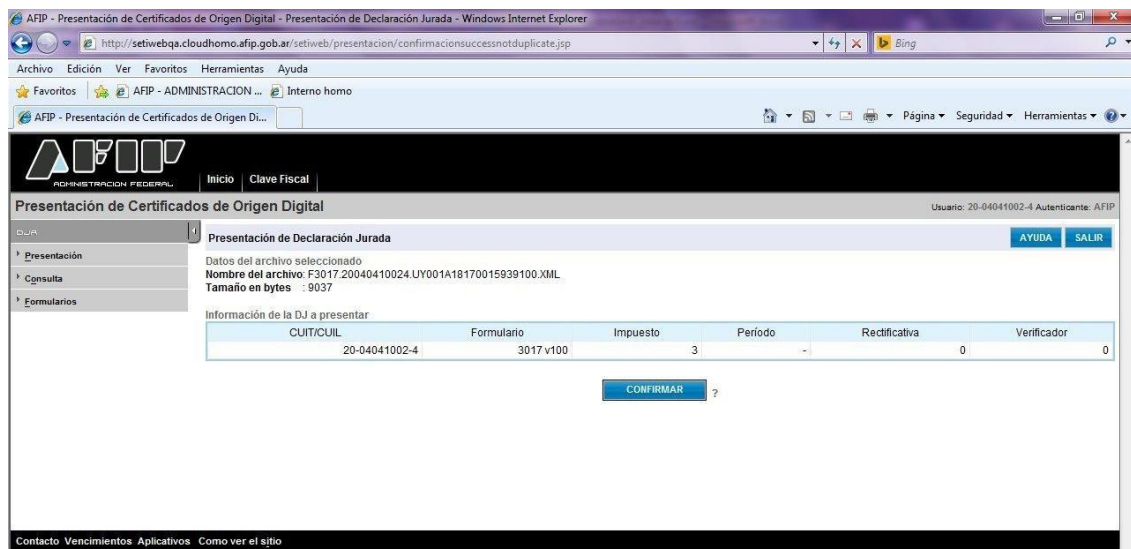 AFIP - Presentación de Certificados de Origen Digital - Presentación de Declaración Jurada - Windows Internet Explorer
http://setiwebqa.cloudhomo.afip.gob.ar/setiweb/presentacion/confirmacionsuccessnotduplicate.jsp
Bing
Archivo Edición Ver Favoritos Herramientas Ayuda
Favoritos AFIP - ADMINISTRACION ... Interno homo
AFIP - Presentación de Certificados de Origen Di... Página Seguridad Herramientas
AFIP
ADMINISTRACION FEDERAL
Inicio Clave Fiscal
Presentación de Certificados de Origen Digital Usuario: 20-04041002-4 Autenticante: AFIP
DJR
Presentación
Consulta
Formularios
Presentación de Declaración Jurada AYUDA SALIR
Datos del archivo seleccionado
Nombre del archivo: F3017.20040410024.UY001A18170015939100.XML
Tamaño en bytes : 9037
Información de la DJ a presentar
CUIT/CUIL Formulario Impuesto Período Rectificativa Verificador
20-04041002-4 3017 v100 3 - 0 0
CONFIRMAR ?
Contacto Vencimientos Aplicativos Como ver el sitio